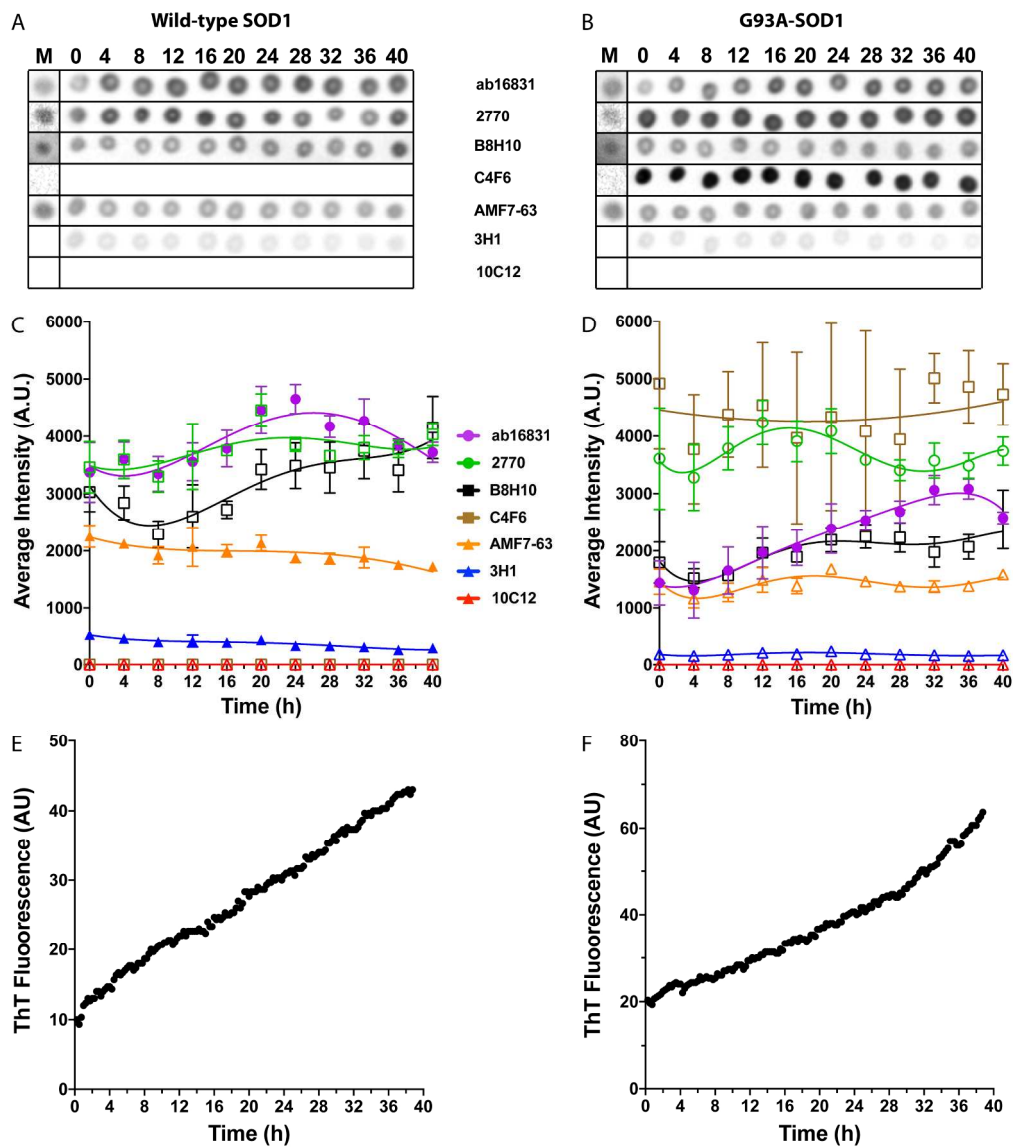 A
Wild-type SOD1
B
G93A-SOD1
M 0 4 8 12 16 20 24 28 32 36 40
M 0 4 8 12 16 20 24 28 32 36 40
ab16831
2770
B8H10
C4F6
AMF7-63
3H1
10C12
C
6000
5000
4000
3000
2000
1000
0
Average Intensity (A.U.)
0 4 8 12 16 20 24 28 32 36 40
Time (h)
ab16831
2770
B8H10
C4F6
AMF7-63
3H1
10C12
D
6000
5000
4000
3000
2000
1000
0
Average Intensity (A.U.)
0 4 8 12 16 20 24 28 32 36 40
Time (h)
E
50
40
30
20
10
0
ThT Fluoorescence (AU)
0 4 8 12 16 20 24 28 32 36 40
Time (h)
F
80
60
40
20
0
ThT Fluoorescence (AU)
0 4 8 12 16 20 24 28 32 36 40
Time (h)